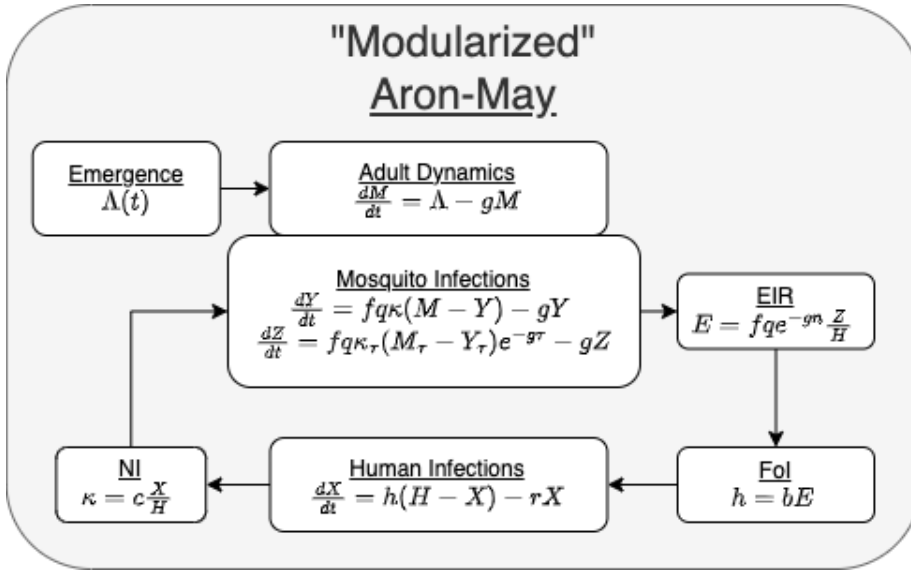 "Modularized"
Aron-May
Emergence
Λ(t)
Adult Dynamics
dM/dt = Λ − gM
Mosquito Infections
dY/dt = fqκ(M − Y) − gY
dZ/dt = fqκ_τ(M_τ − Y_τ)e^{−gτ} − gZ
EIR
E = fqe^{−gn} Z/H
NI
κ = c X/H
Human Infections
dX/dt = h(H − X) − rX
FoI
h = bE